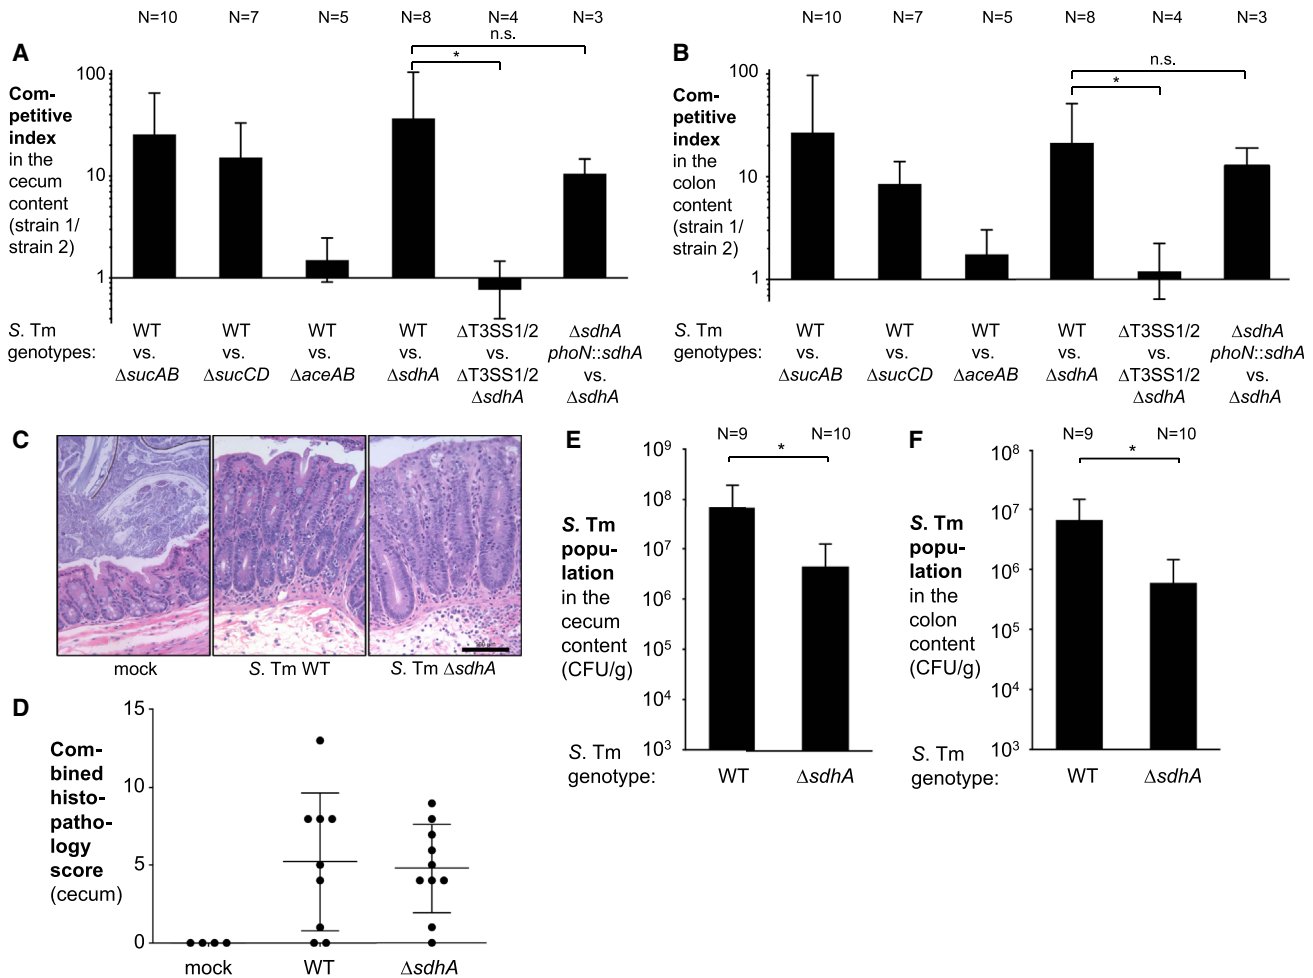 N=10 N=7 N=5 N=8 N=4 N=3
A
n.s.
*
100
10
1
Com-
petitive
index
in the
cecum
content
(strain 1/
strain 2)
S. Tm
genotypes:
WT
vs.
ΔsucAB
WT
vs.
ΔsucCD
WT
vs.
ΔaceAB
WT
vs.
ΔsdhA
ΔT3SS1/2
vs.
ΔT3SS1/2
ΔsdhA
ΔsdhA
phoN::sdhA
vs.
ΔsdhA
N=10 N=7 N=5 N=8 N=4 N=3
B
n.s.
*
100
10
1
Com-
petitive
index
in the
colon
content
(strain 1/
strain 2)
S. Tm
genotypes:
WT
vs.
ΔsucAB
WT
vs.
ΔsucCD
WT
vs.
ΔaceAB
WT
vs.
ΔsdhA
ΔT3SS1/2
vs.
ΔT3SS1/2
ΔsdhA
ΔsdhA
phoN::sdhA
vs.
ΔsdhA
C
mock
S. Tm WT
S. Tm ΔsdhA
D
15
10
5
0
Com-
bined
histo-
patho-
logy
score
(cecum)
mock WT ΔsdhA
E
N=9 N=10
*
10⁹
10⁸
10⁷
10⁶
10⁵
10⁴
10³
S. Tm
popu-
lation
in the
cecum
content
(CFU/g)
S. Tm
genotype:
WT ΔsdhA
F
N=9 N=10
*
10⁸
10⁷
10⁶
10⁵
10⁴
10³
S. Tm
popu-
lation
in the
colon
content
(CFU/g)
S. Tm
genotype:
WT ΔsdhA